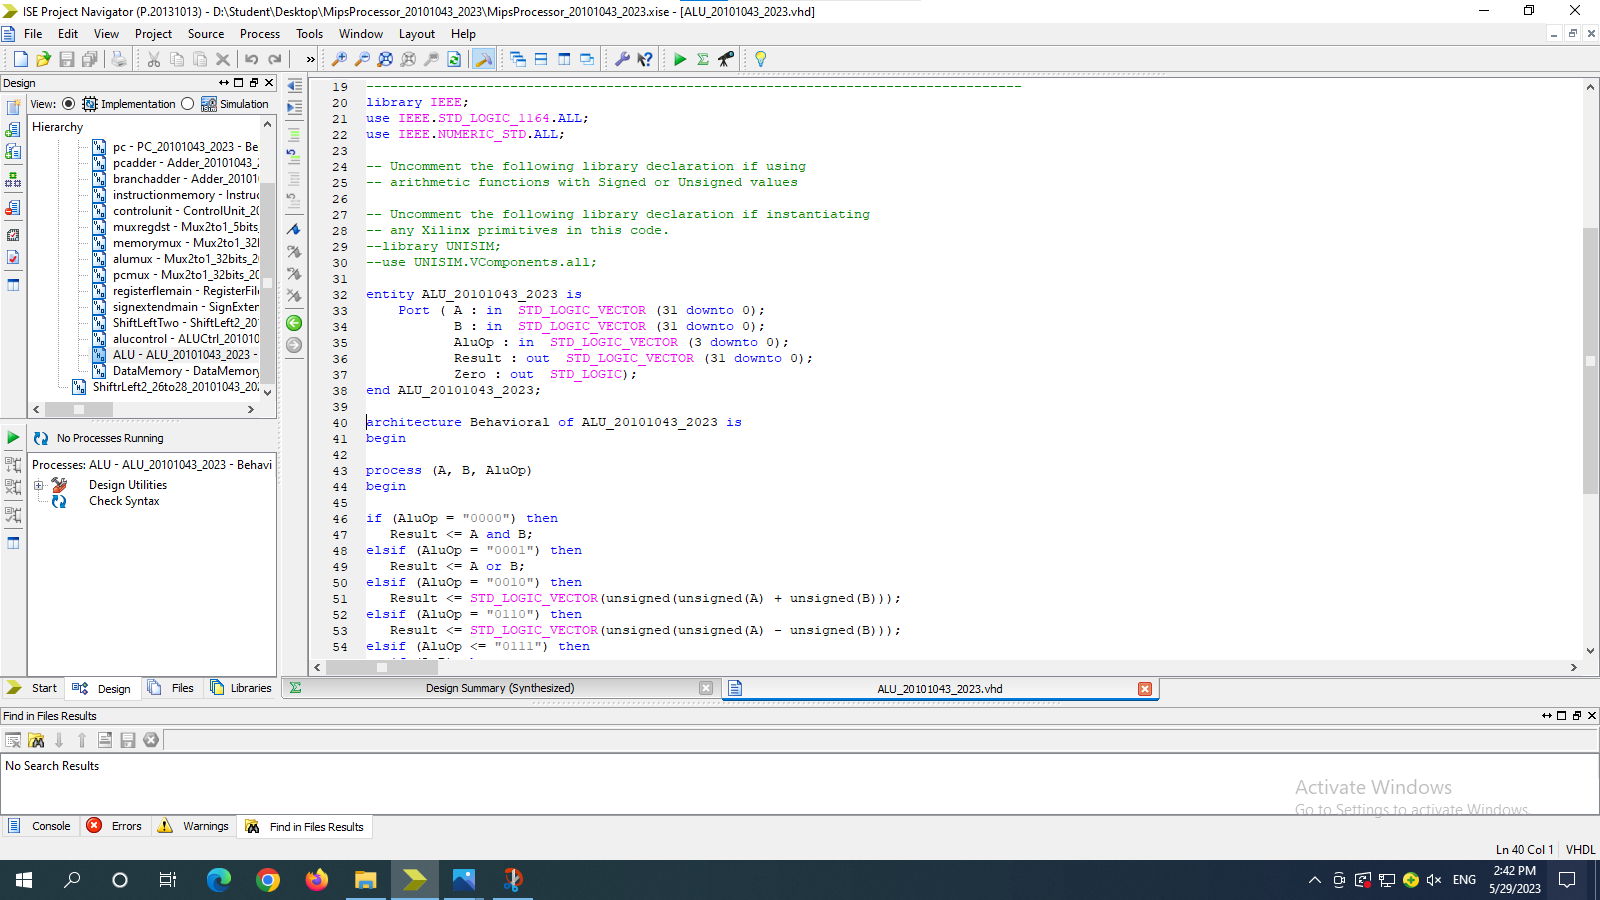 ISE Project Navigator (P.20131013) - D:\Student\Desktop\MipsProcessor_20101043_2023\MipsProcessor_20101043_2023.xise - [ALU_20101043_2023.vhd]
File Edit View Project Source Process Tools Window Layout Help
Design
View: Implementation Simulation
Hierarchy
pc - PC_20101043_2023 - Be
pcadder - Adder_20101043_
branchadder - Adder_20101
instructionmemory - Instruc
controlunit - ControlUnit_20
muxregdst - Mux2to1_5bits_
memorymux - Mux2to1_32
alumux - Mux2to1_32bits_2
pcmux - Mux2to1_32bits_20
registerflemain - RegisterFil
signextendmain - SignExter
ShiftLeftTwo - ShiftLeft2_20
alucontrol - ALUCtrl_201010
ALU - ALU_20101043_2023 -
DataMemory - DataMemory
ShiftrLeft2_26to28_20101043_20
No Processes Running
Processes: ALU - ALU_20101043_2023 - Behavi
Design Utilities
Check Syntax
Start Design Files Libraries
19 ----------------------------------------------------------------------------------
20 library IEEE;
21 use IEEE.STD_LOGIC_1164.ALL;
22 use IEEE.NUMERIC_STD.ALL;
23
24 -- Uncomment the following library declaration if using
25 -- arithmetic functions with Signed or Unsigned values
26
27 -- Uncomment the following library declaration if instantiating
28 -- any Xilinx primitives in this code.
29 --library UNISIM;
30 --use UNISIM.VComponents.all;
31
32 entity ALU_20101043_2023 is
33 Port ( A : in STD_LOGIC_VECTOR (31 downto 0);
34 B : in STD_LOGIC_VECTOR (31 downto 0);
35 AluOp : in STD_LOGIC_VECTOR (3 downto 0);
36 Result : out STD_LOGIC_VECTOR (31 downto 0);
37 Zero : out STD_LOGIC);
38 end ALU_20101043_2023;
39
40 architecture Behavioral of ALU_20101043_2023 is
41 begin
42
43 process (A, B, AluOp)
44 begin
45
46 if (AluOp = "0000") then
47 Result <= A and B;
48 elsif (AluOp = "0001") then
49 Result <= A or B;
50 elsif (AluOp = "0010") then
51 Result <= STD_LOGIC_VECTOR(unsigned(unsigned(A) + unsigned(B)));
52 elsif (AluOp = "0110") then
53 Result <= STD_LOGIC_VECTOR(unsigned(unsigned(A) - unsigned(B)));
54 elsif (AluOp <= "0111") then
Design Summary (Synthesized) ALU_20101043_2023.vhd
Find in Files Results
No Search Results
Activate Windows
Go to Settings to activate Windows.
Console Errors Warnings Find in Files Results
Ln 40 Col 1 VHDL
ENG
2:42 PM
5/29/2023